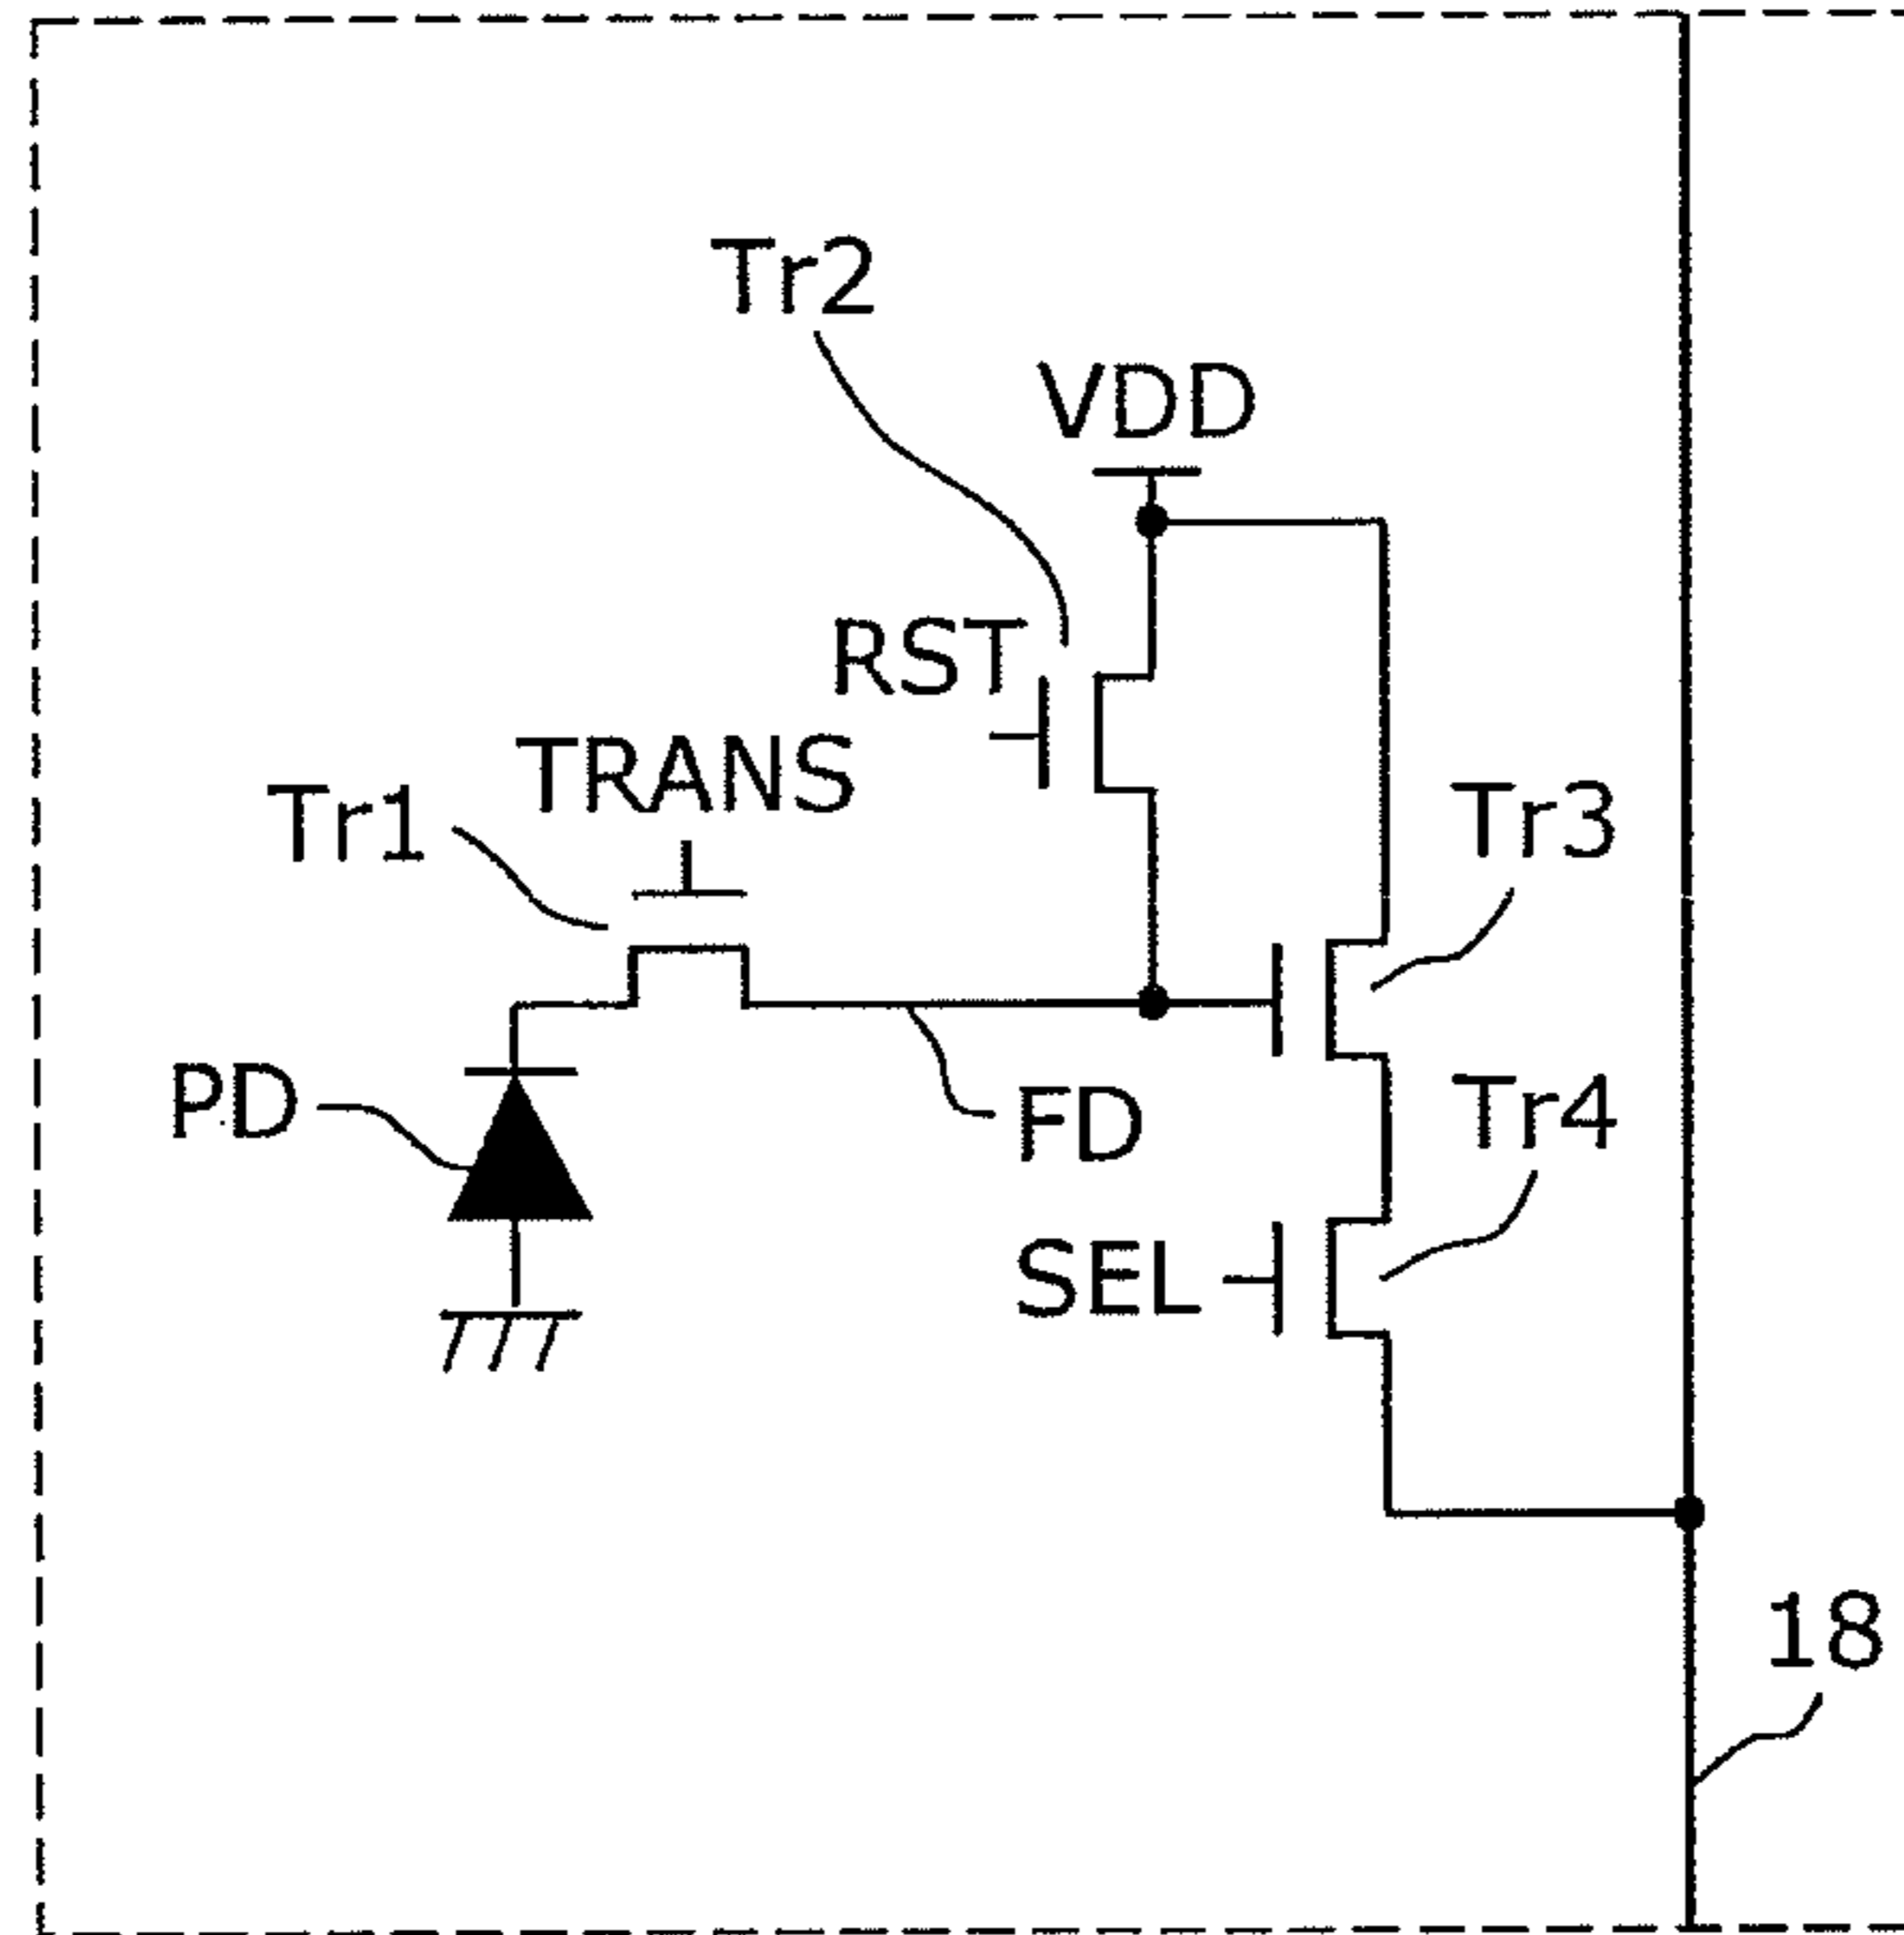 Tr2
VDD
RST
TRANS
Tr1
Tr3
PD
FD
Tr4
SEL
18